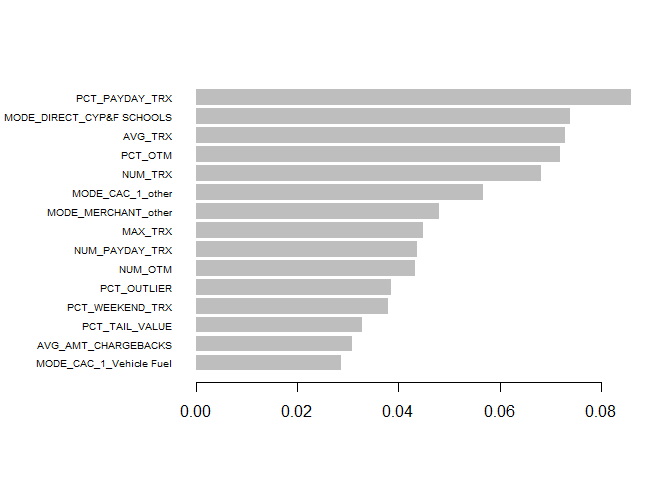 PCT_PAYDAY_TRX
MODE_DIRECT_CYP&F SCHOOLS
AVG_TRX
PCT_OTM
NUM_TRX
MODE_CAC_1_other
MODE_MERCHANT_other
MAX_TRX
NUM_PAYDAY_TRX
NUM_OTM
PCT_OUTLIER
PCT_WEEKEND_TRX
PCT_TAIL_VALUE
AVG_AMT_CHARGEBACKS
MODE_CAC_1_Vehicle Fuel
0.00 0.02 0.04 0.06 0.08